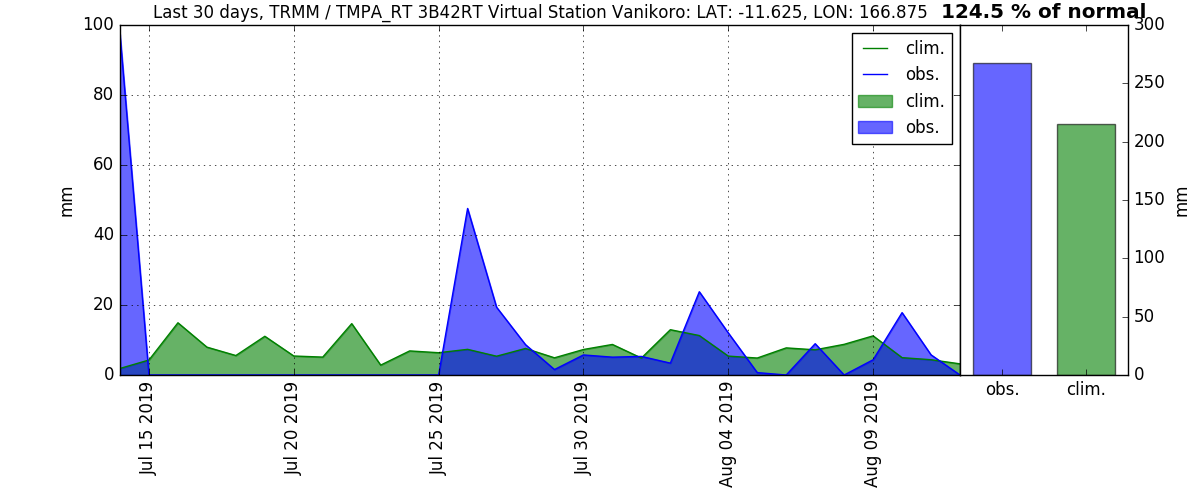 Last 30 days, TRMM / TMPA_RT 3B42RT Virtual Station Vanikoro: LAT: -11.625, LON: 166.875
124.5 % of normal
100
80
60
40
20
0
mm
clim.
obs.
clim.
obs.
Jul 15 2019
Jul 20 2019
Jul 25 2019
Jul 30 2019
Aug 04 2019
Aug 09 2019
300
250
200
150
100
50
0
mm
obs.
clim.